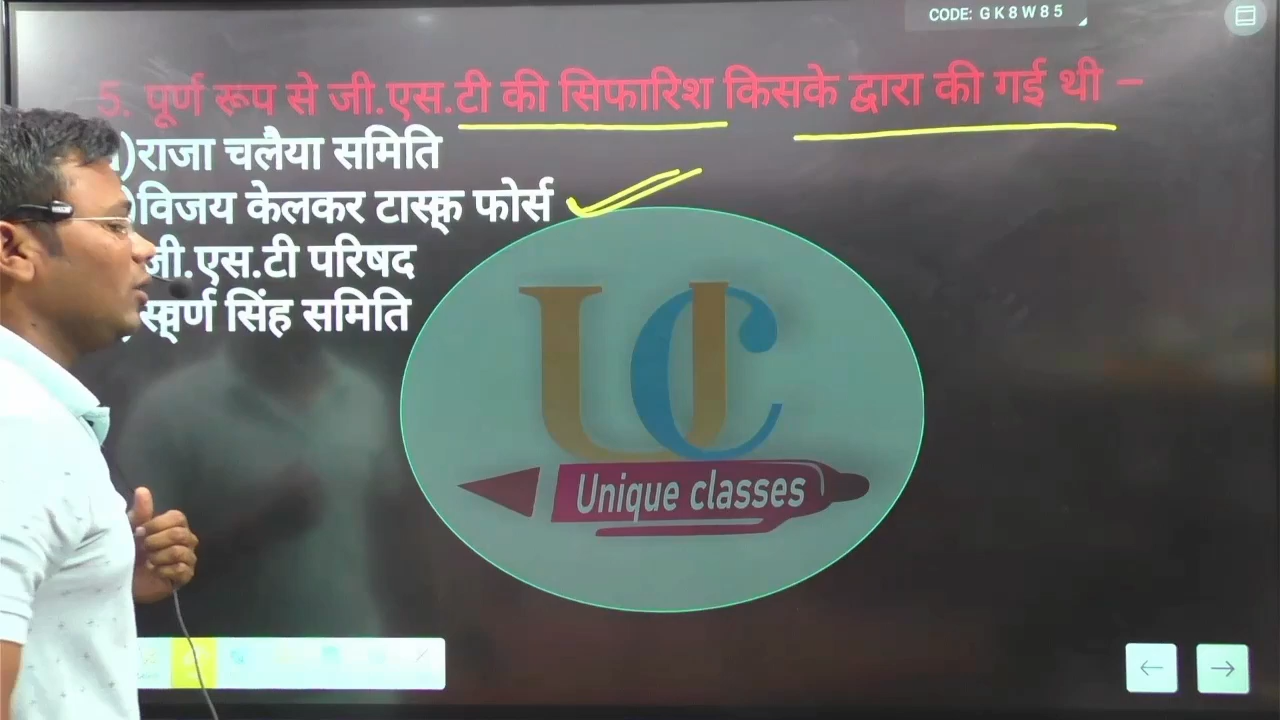 CODE: GK8W85
5. पूर्ण रूप से जी.एस.टी की सिफारिश किसके द्वारा की गई थी –
)राजा चलैया समिति
)विजय केलकर टास्क फोर्स
जी.एस.टी परिषद
स्वर्ण सिंह समिति
UC
Unique classes